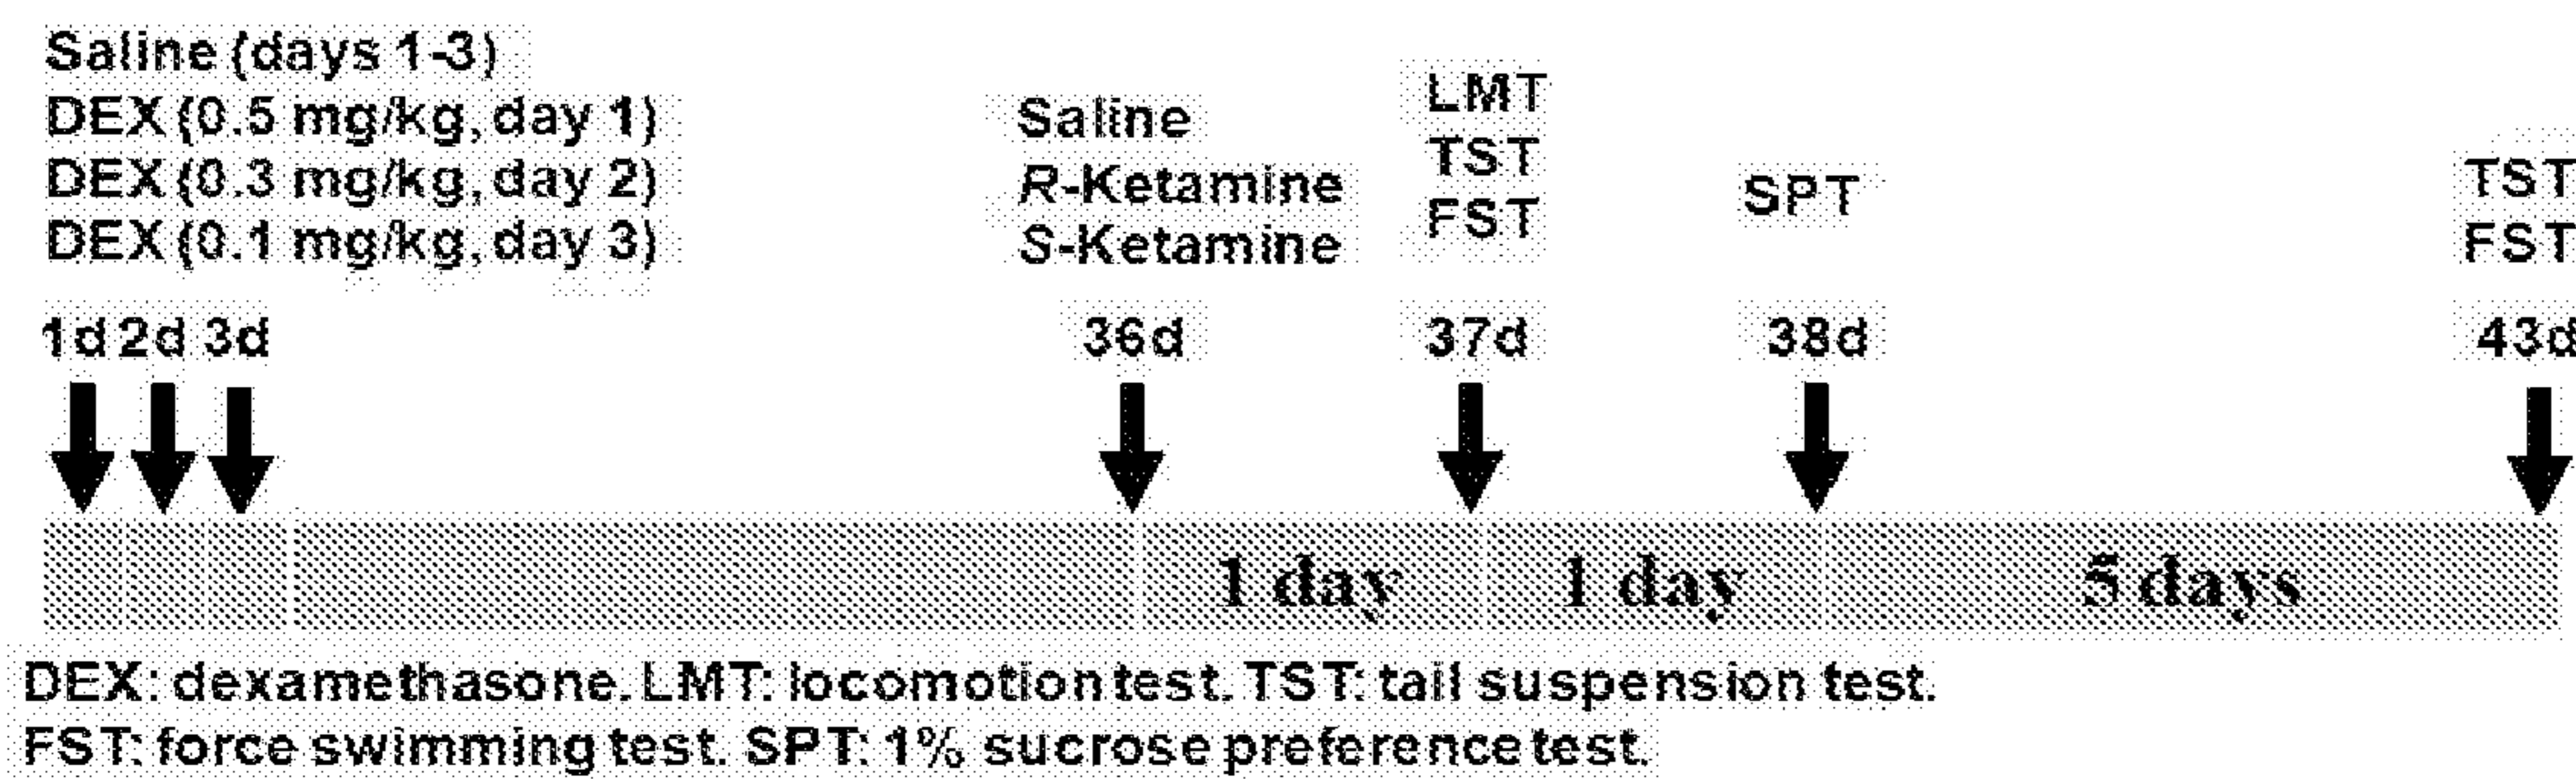 Saline (days 1-3)
DEX (0.5 mg/kg, day 1)
DEX (0.3 mg/kg, day 2)
DEX (0.1 mg/kg, day 3)
Saline
R-Ketamine
S-Ketamine
LMT
TST
FST
SPT
TST
FST
1d 2d 3d
36d
37d
38d
43d
1 day
1 day
5 days
DEX: dexamethasone. LMT: locomotion test. TST: tail suspension test.
FST: force swimming test. SPT: 1% sucrose preference test.